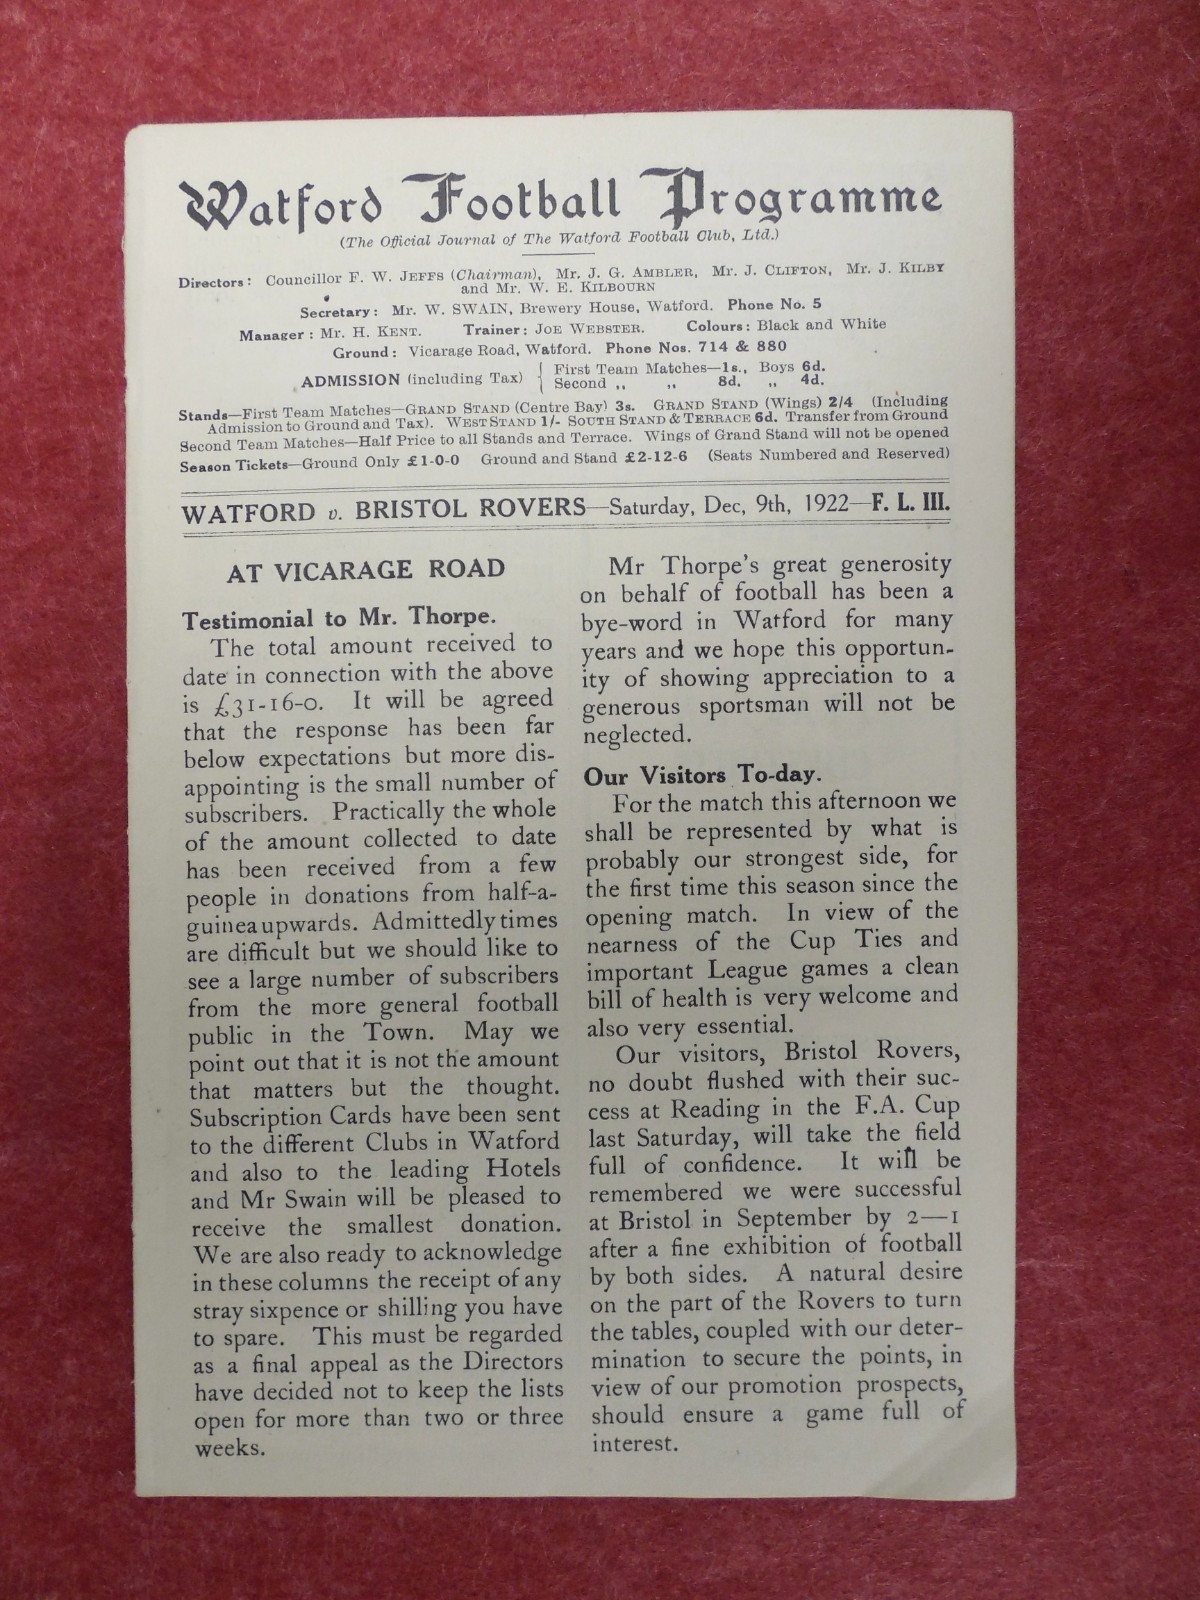 Watford Football Programme
(The Official Journal of The Watford Football Club, Ltd.)
Directors: Councillor F. W. JEFFS (Chairman), Mr. J. G. AMBLER, Mr. J. CLIFTON, Mr. J. KILBY
and Mr. W. E. KILBOURN
Secretary: Mr. W. SWAIN, Brewery House, Watford. Phone No. 5
Manager: Mr. H. KENT. Trainer: JOE WEBSTER. Colours: Black and White
Ground: Vicarage Road, Watford. Phone Nos. 714 & 880
ADMISSION (including Tax) { First Team Matches—1s., Boys 6d.
Second ,, ,, 8d. ,, 4d.
Stands—First Team Matches—GRAND STAND (Centre Bay) 3s. GRAND STAND (Wings) 2/4 (Including
Admission to Ground and Tax). WEST STAND 1/- SOUTH STAND & TERRACE 6d. Transfer from Ground
Second Team Matches—Half Price to all Stands and Terrace. Wings of Grand Stand will not be opened
Season Tickets—Ground Only £1-0-0 Ground and Stand £2-12-6 (Seats Numbered and Reserved)
WATFORD v. BRISTOL ROVERS—Saturday, Dec, 9th, 1922—F. L. III.
AT VICARAGE ROAD
Testimonial to Mr. Thorpe.
The total amount received to
date in connection with the above
is £31-16-0. It will be agreed
that the response has been far
below expectations but more dis-
appointing is the small number of
subscribers. Practically the whole
of the amount collected to date
has been received from a few
people in donations from half-a-
guinea upwards. Admittedly times
are difficult but we should like to
see a large number of subscribers
from the more general football
public in the Town. May we
point out that it is not the amount
that matters but the thought.
Subscription Cards have been sent
to the different Clubs in Watford
and also to the leading Hotels
and Mr Swain will be pleased to
receive the smallest donation.
We are also ready to acknowledge
in these columns the receipt of any
stray sixpence or shilling you have
to spare. This must be regarded
as a final appeal as the Directors
have decided not to keep the lists
open for more than two or three
weeks.
Mr Thorpe's great generosity
on behalf of football has been a
bye-word in Watford for many
years and we hope this opportun-
ity of showing appreciation to a
generous sportsman will not be
neglected.
Our Visitors To-day.
For the match this afternoon we
shall be represented by what is
probably our strongest side, for
the first time this season since the
opening match. In view of the
nearness of the Cup Ties and
important League games a clean
bill of health is very welcome and
also very essential.
Our visitors, Bristol Rovers,
no doubt flushed with their suc-
cess at Reading in the F.A. Cup
last Saturday, will take the field
full of confidence. It will be
remembered we were successful
at Bristol in September by 2—1
after a fine exhibition of football
by both sides. A natural desire
on the part of the Rovers to turn
the tables, coupled with our deter-
mination to secure the points, in
view of our promotion prospects,
should ensure a game full of
interest.